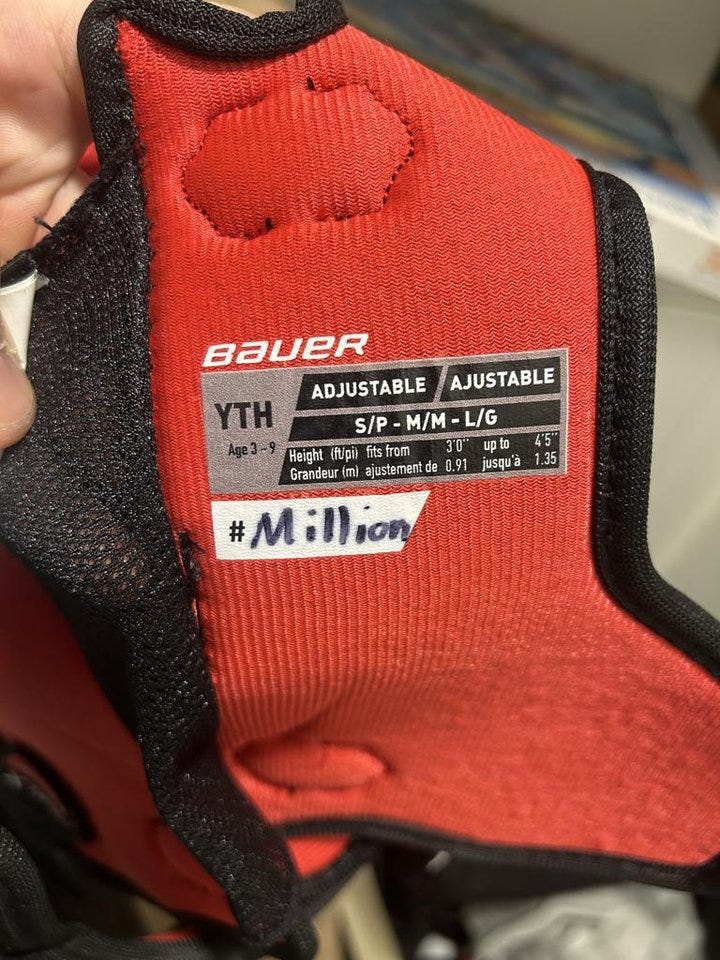 BAUER
YTH
Age 3 - 9
ADJUSTABLE AJUSTABLE
S/P - M/M - L/G
Height (ft/pi) fits from 3'0'' up to 4'5''
Grandeur (m) ajustement de 0.91 jusqu'à 1.35
# Million